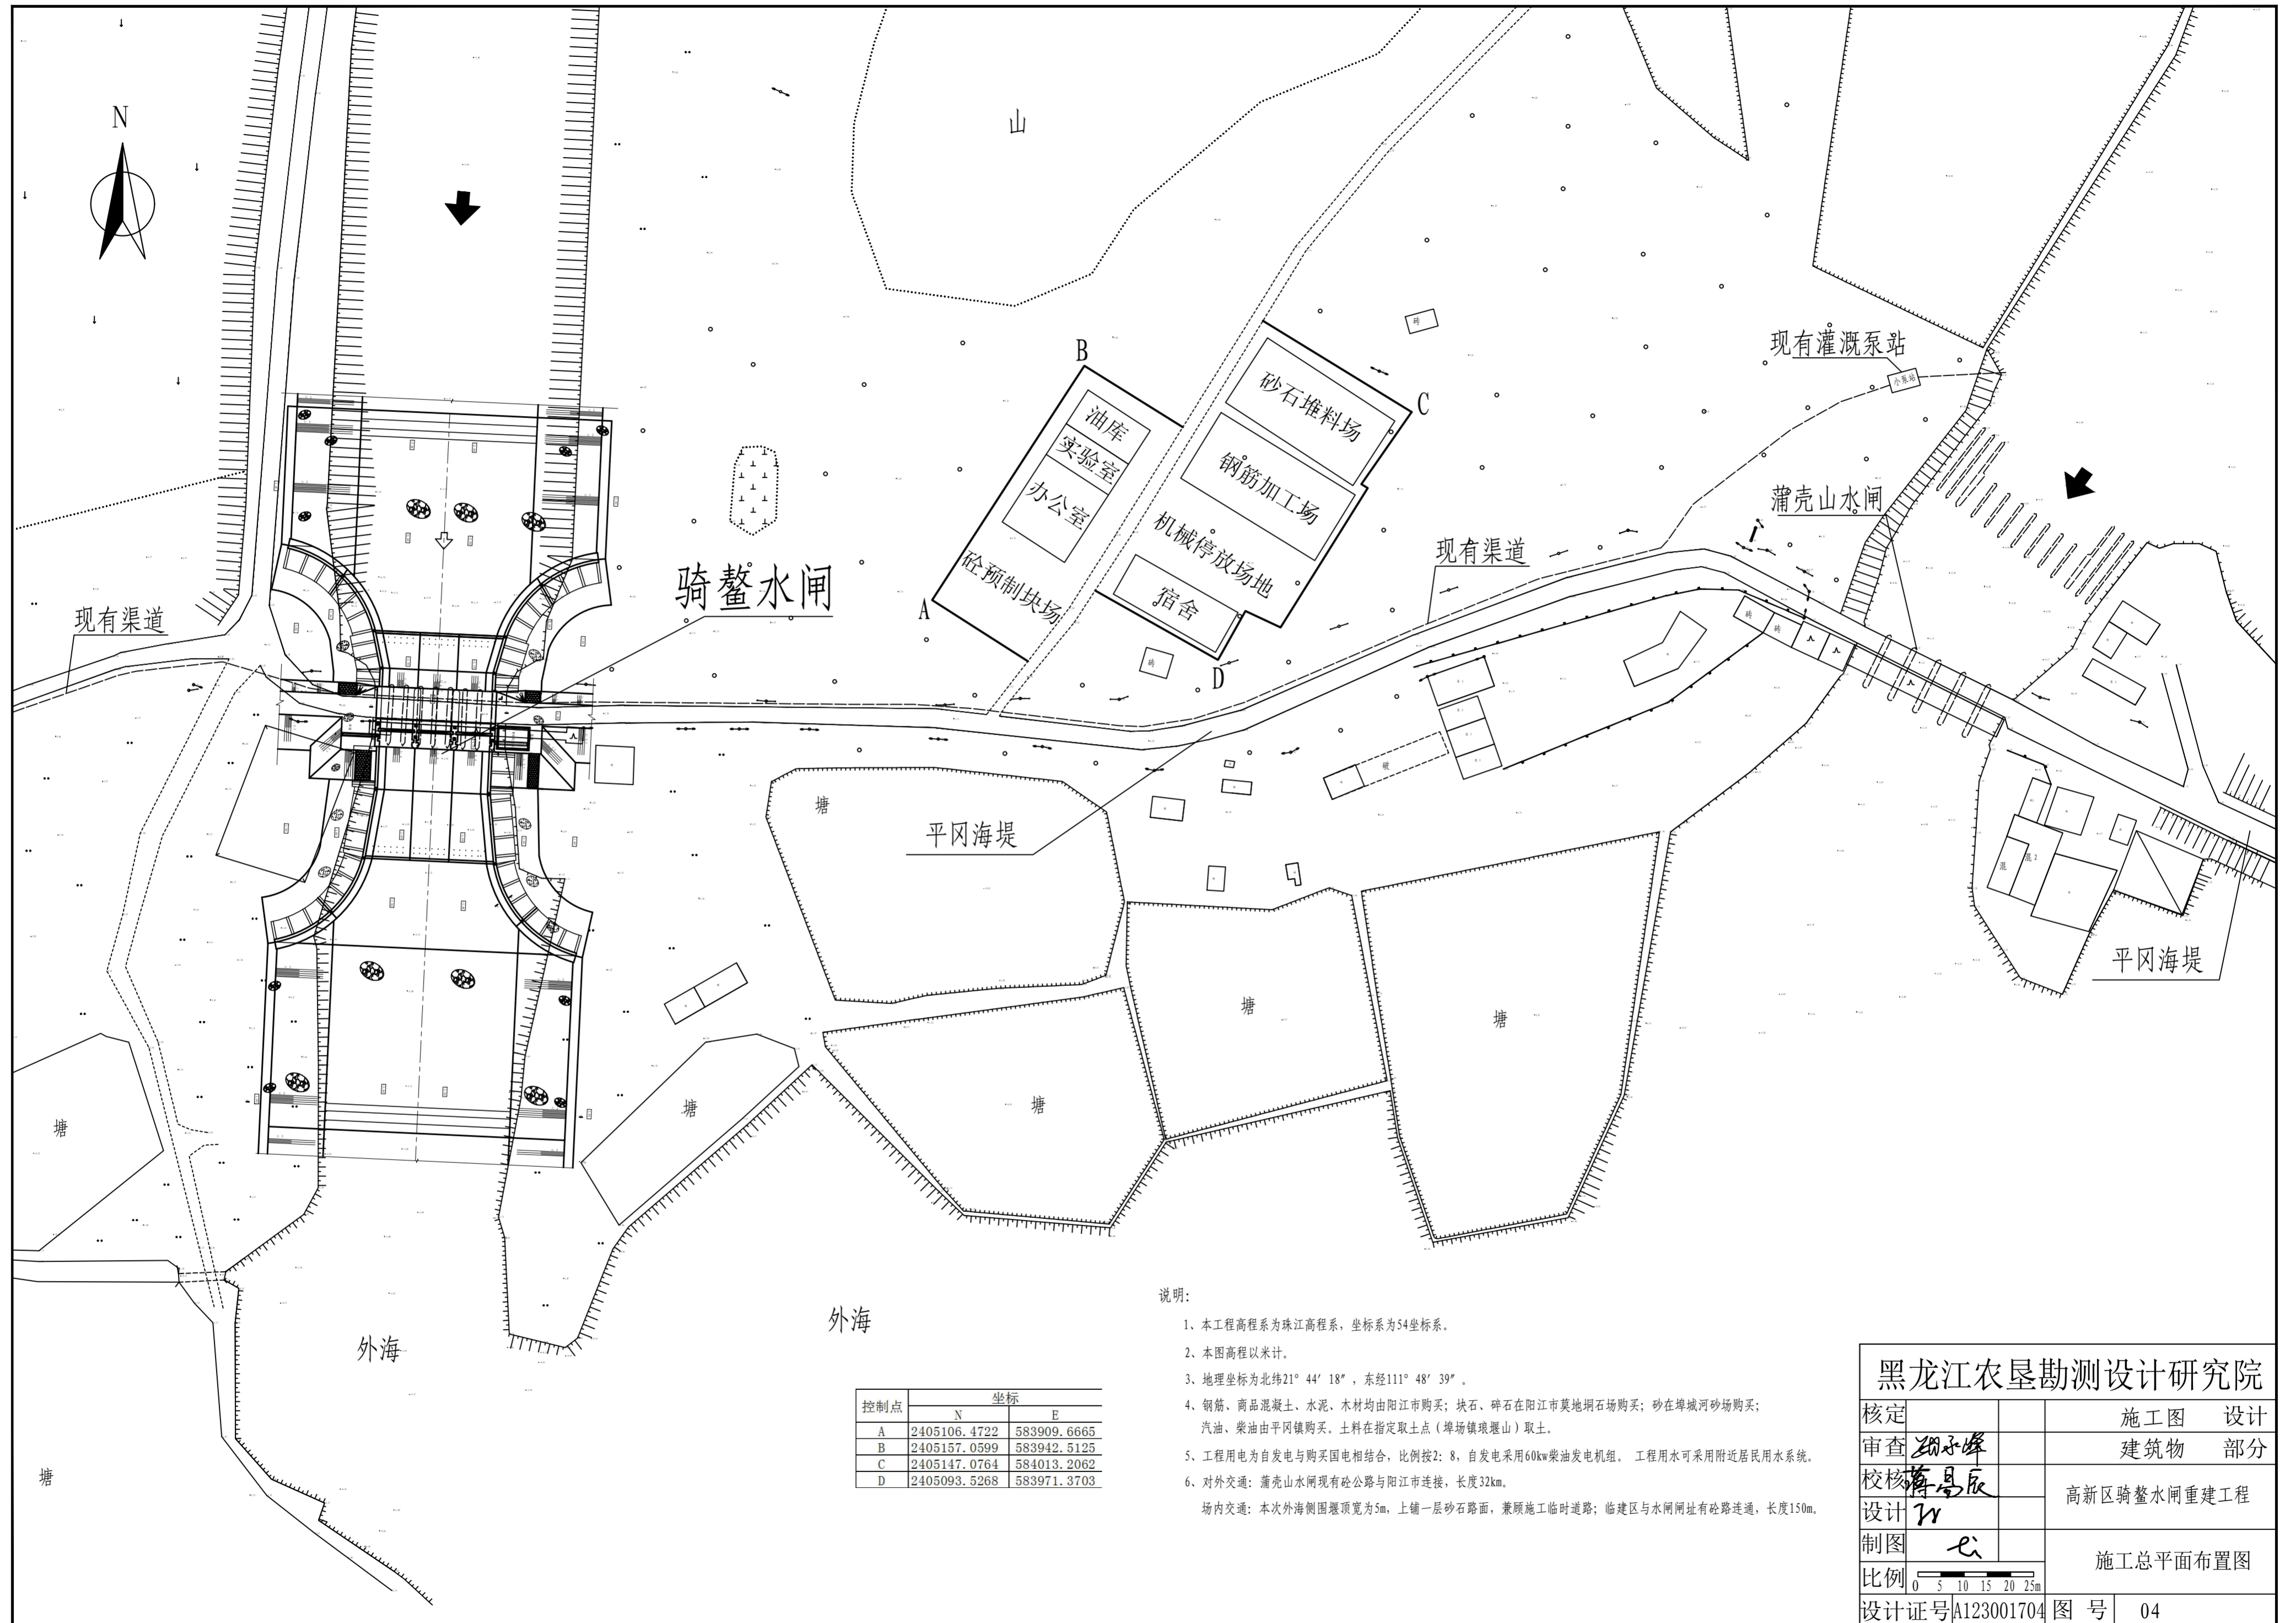 N
山
B
C
A
D
油库
实验室
办公室
砼预制块场
砂石堆料场
钢筋加工场
机械停放场地
宿舍
砖
砖
现有灌溉泵站
小泵站
蒲壳山水闸
现有渠道
现有渠道
骑鳌水闸
砖
砖
破
混
混2
平冈海堤
平冈海堤
塘
塘
塘
塘
塘
塘
塘
外海
外海
控制点 坐标
N E
A 2405106.4722 583909.6665
B 2405157.0599 583942.5125
C 2405147.0764 584013.2062
D 2405093.5268 583971.3703
说明：
1、本工程高程系为珠江高程系，坐标系为54坐标系。
2、本图高程以米计。
3、地理坐标为北纬21° 44′ 18″，东经111° 48′ 39″。
4、钢筋、商品混凝土、水泥、木材均由阳江市购买；块石、碎石在阳江市莫地垌石场购买；砂在埠城河砂场购买；
汽油、柴油由平冈镇购买。土料在指定取土点（埠场镇琅堰山）取土。
5、工程用电为自发电与购买国电相结合，比例按2：8，自发电采用60kw柴油发电机组。 工程用水可采用附近居民用水系统。
6、对外交通：蒲壳山水闸现有砼公路与阳江市连接，长度32km。
场内交通：本次外海侧围堰顶宽为5m，上铺一层砂石路面，兼顾施工临时道路；临建区与水闸闸址有砼路连通，长度150m。
黑龙江农垦勘测设计研究院
核定 施工图 设计
审查 建筑物 部分
校核 高新区骑鳌水闸重建工程
设计
制图 施工总平面布置图
比例 0 5 10 15 20 25m
设计证号 A123001704 图 号 04